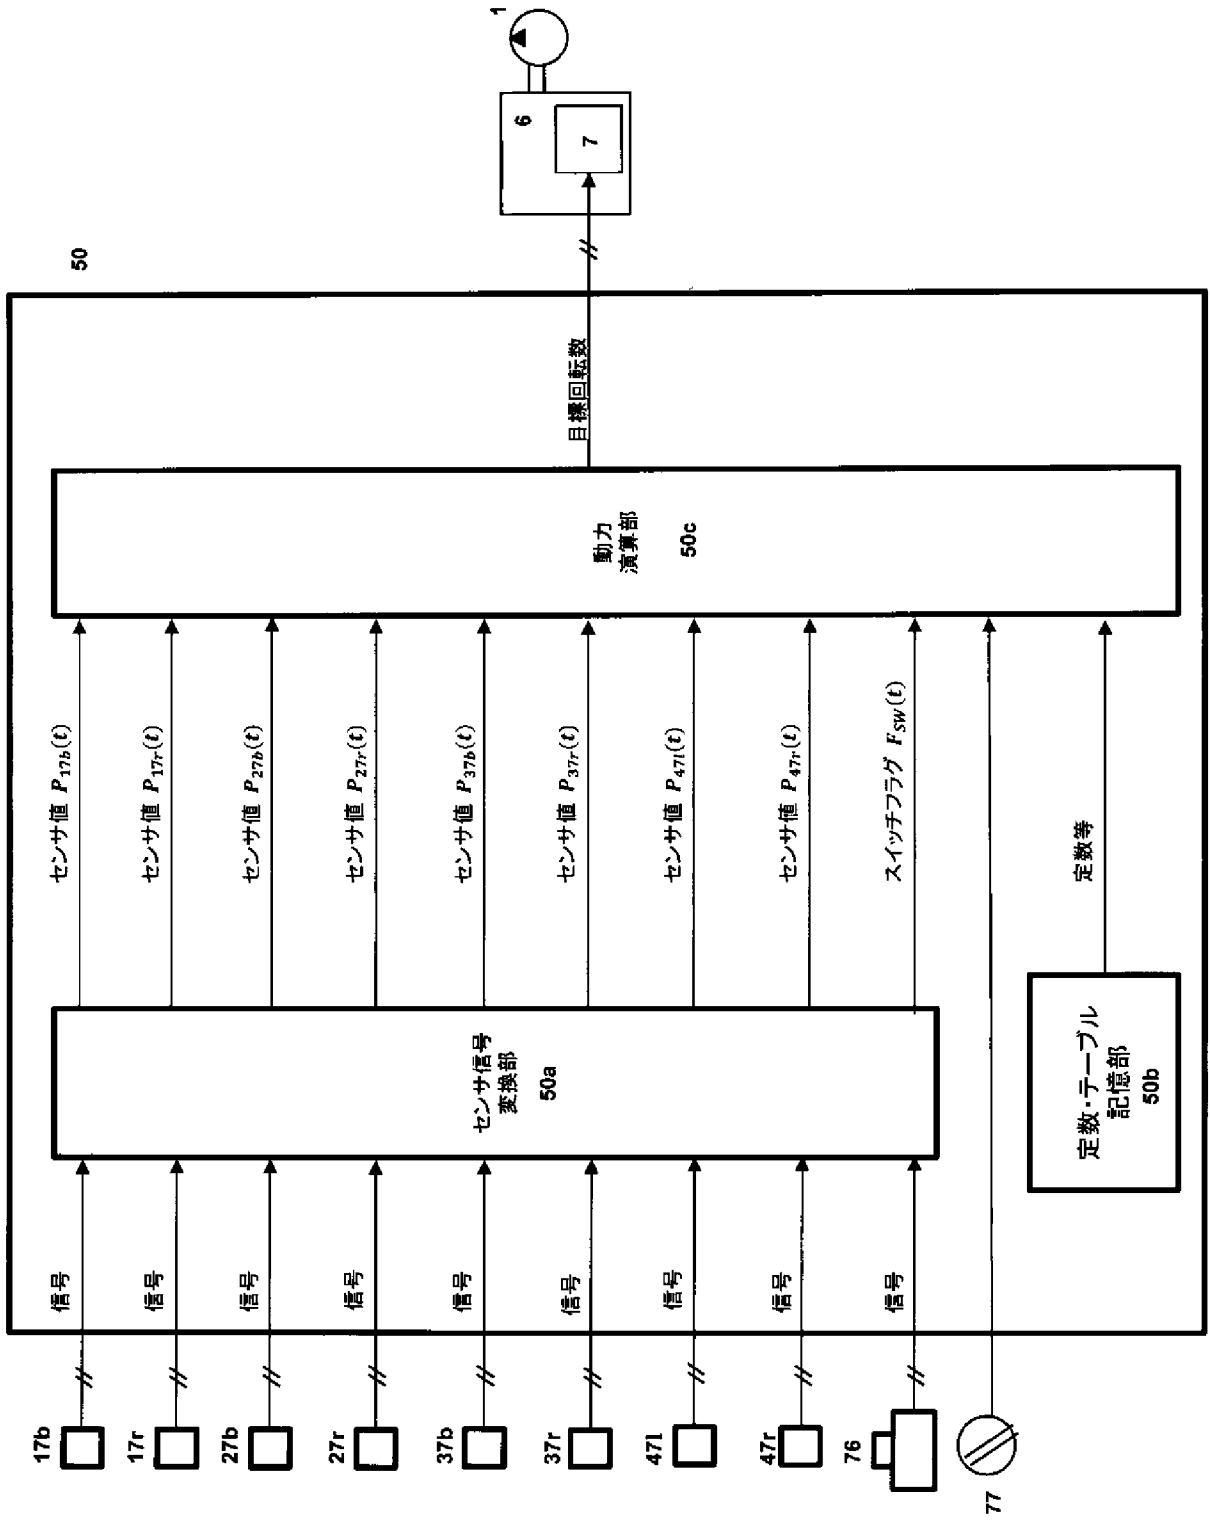 50
17b
信号
センサ値 P17b(t)
17r
信号
センサ値 P17r(t)
27b
信号
センサ値 P27b(t)
27r
信号
センサ値 P27r(t)
37b
信号
センサ値 P37b(t)
37r
信号
センサ値 P37r(t)
47l
信号
センサ値 P47l(t)
47r
信号
センサ値 P47r(t)
76
信号
スイッチフラグ FSW(t)
77
センサ信号
変換部
50a
定数・テーブル
記憶部
50b
定数等
動力
演算部
50c
目標回転数
6
7
1